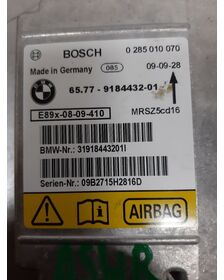 BOSCH 0 285 010 070
Made in Germany 085 09-09-28
65.77 - 9184432-01
MRSZ5cd16
E89x-08-09-410
BMW-Nr: 31918443201I
Serien-Nr: 09B2715H2816D
AIRBAG